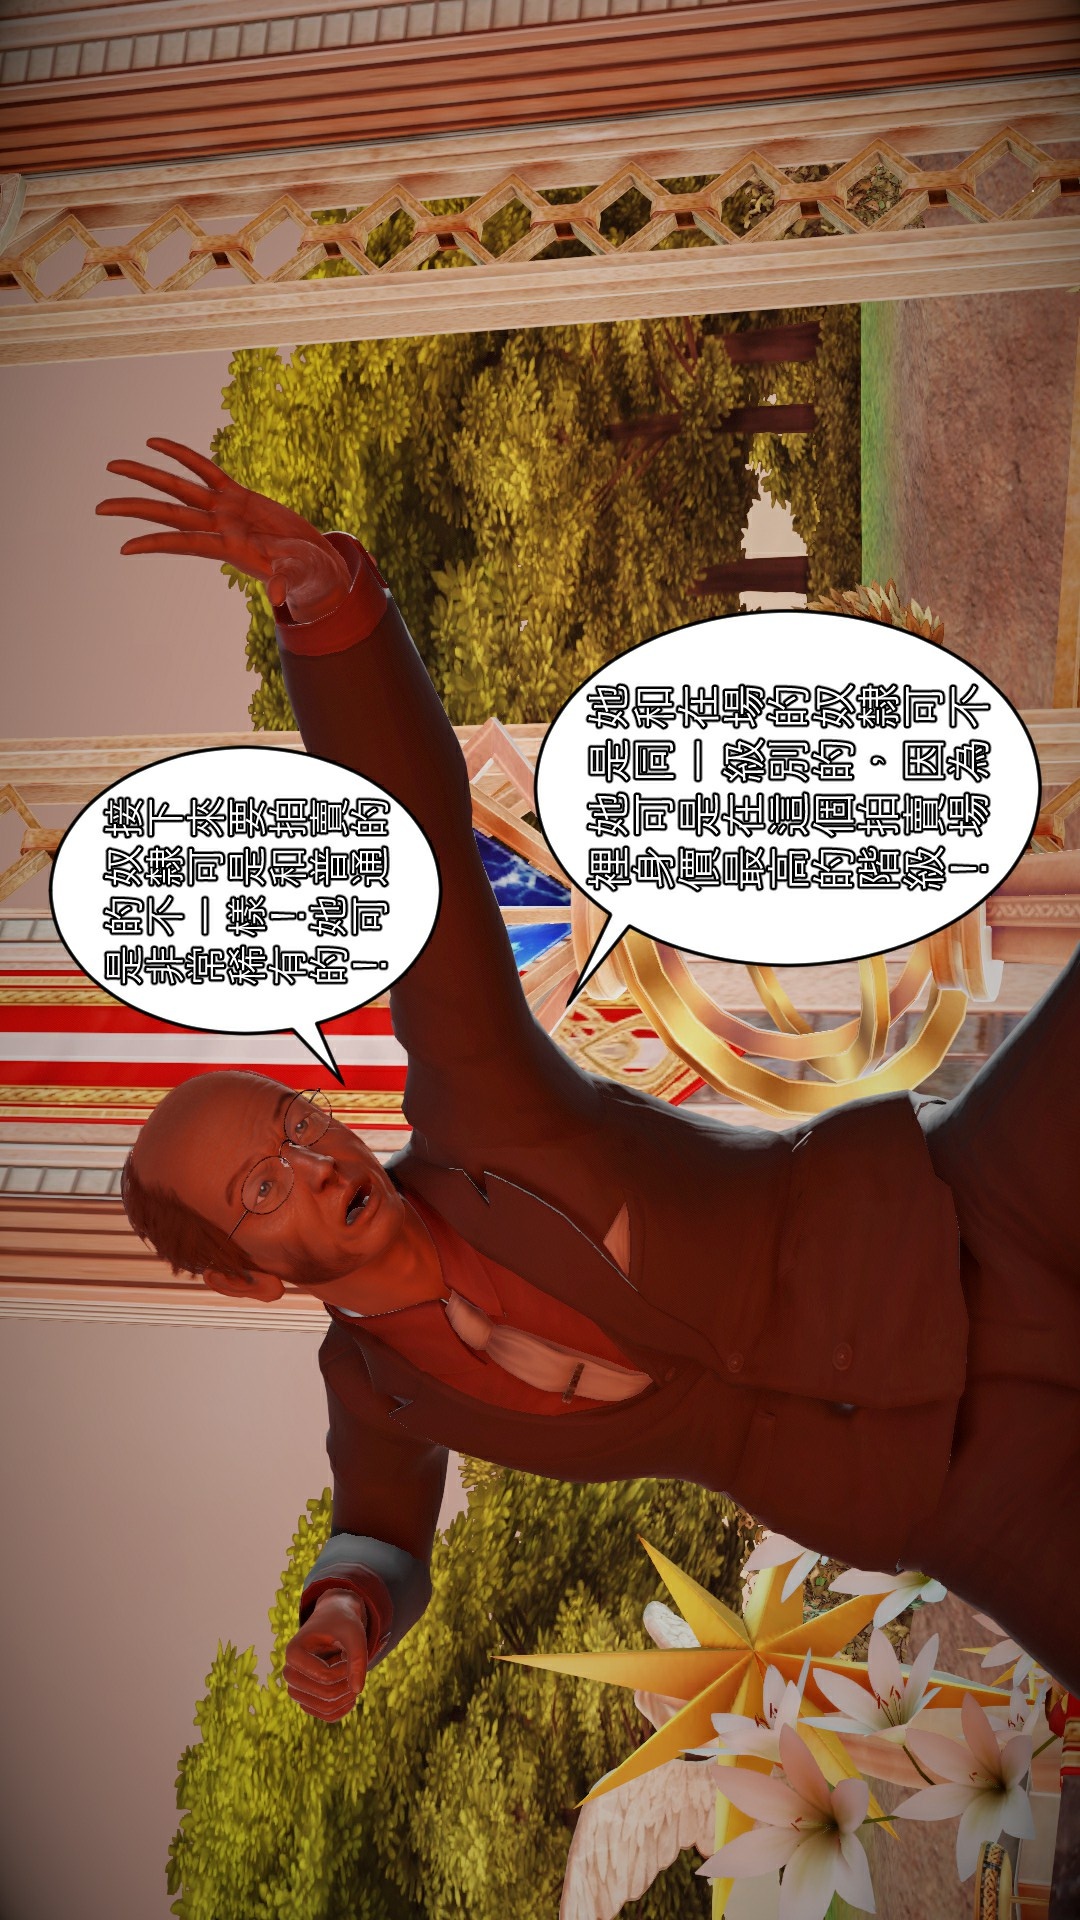 接下來要拍賣的
奴隸可是和普通
的不一樣！她可
是非常稀有的！
她和在場的奴隸可不
是同一級別的，因為
她可是在這個拍賣場
裡身價最高的階級！